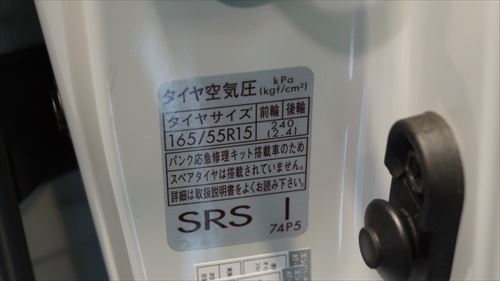 タイヤ空気圧 kPa
(kgf/cm²)
タイヤサイズ 前輪 後輪
165/55R15 240
(2.4)
パンク応急修理キット搭載車のため
スペアタイヤは搭載されていません。
詳細は取扱説明書をよくお読み下さい。
SRS I
74P5